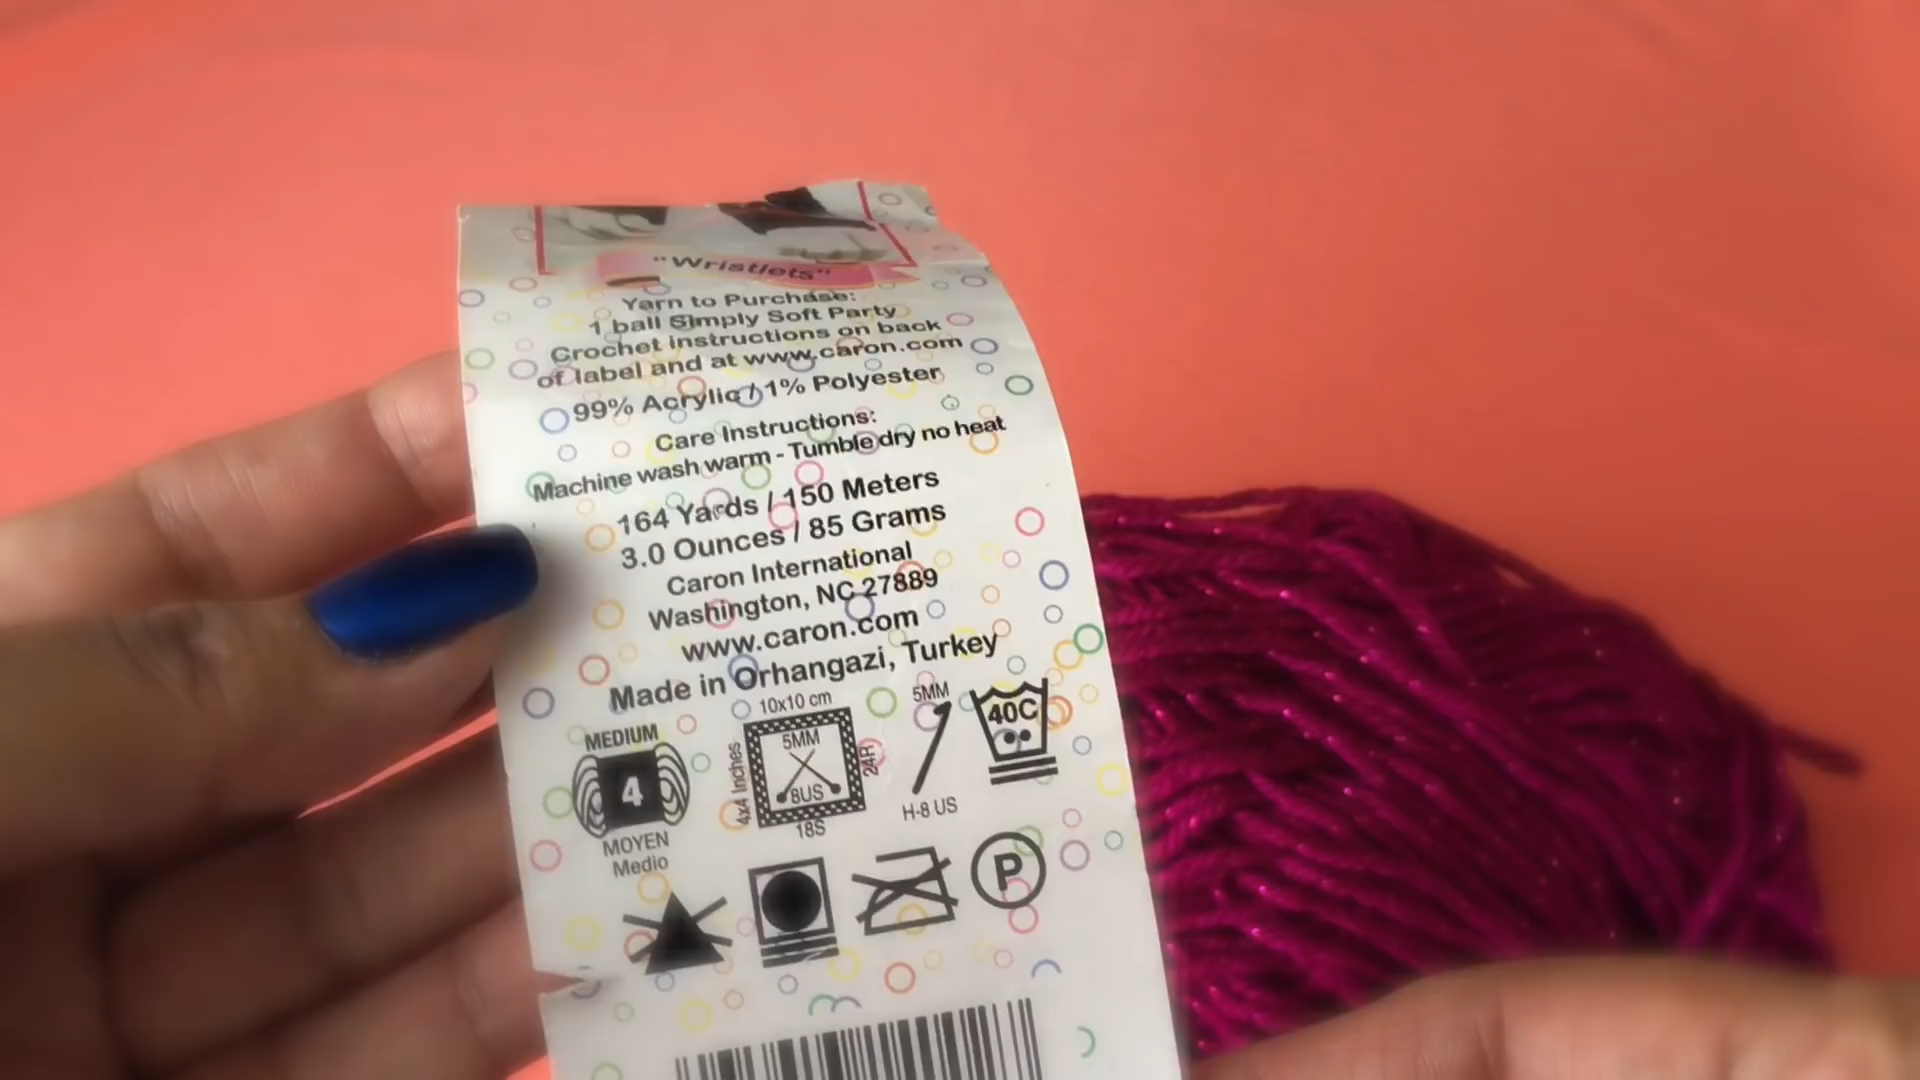 "Wristlets"
Yarn to Purchase:
1 ball Simply Soft Party
Crochet instructions on back
of label and at www.caron.com
99% Acrylic / 1% Polyester
Care Instructions:
Machine wash warm - Tumble dry no heat
164 Yards / 150 Meters
3.0 Ounces / 85 Grams
Caron International
Washington, NC 27889
www.caron.com
Made in Orhangazi, Turkey
MEDIUM
4
MOYEN
Medio
10x10 cm
4x4 Inches
5MM
8US
24R
18S
5MM
H-8 US
40C
P